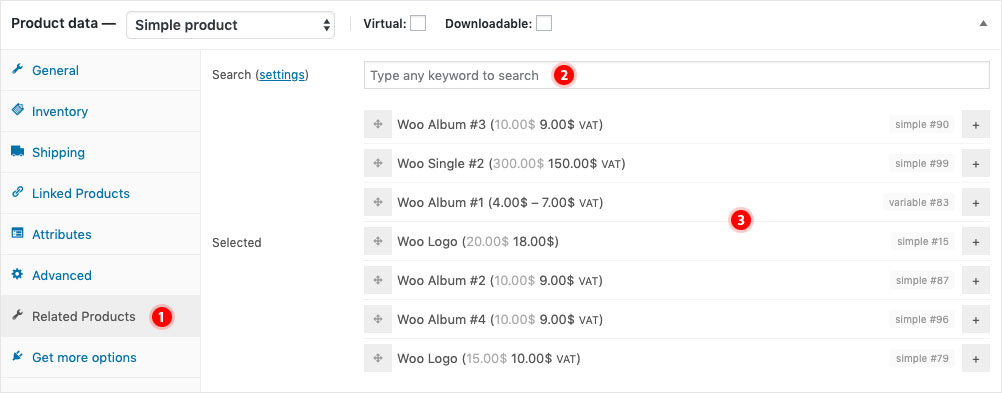 Product data — Simple product Virtual: Downloadable:
General
Inventory
Shipping
Linked Products
Attributes
Advanced
Related Products 1
Get more options
Search (settings) Type any keyword to search 2
Selected
Woo Album #3 (10.00$ 9.00$ VAT) simple #90 +
Woo Single #2 (300.00$ 150.00$ VAT) simple #99 +
Woo Album #1 (4.00$ – 7.00$ VAT) variable #83 +
3
Woo Logo (20.00$ 18.00$) simple #15 +
Woo Album #2 (10.00$ 9.00$ VAT) simple #87 +
Woo Album #4 (10.00$ 9.00$ VAT) simple #96 +
Woo Logo (15.00$ 10.00$ VAT) simple #79 +